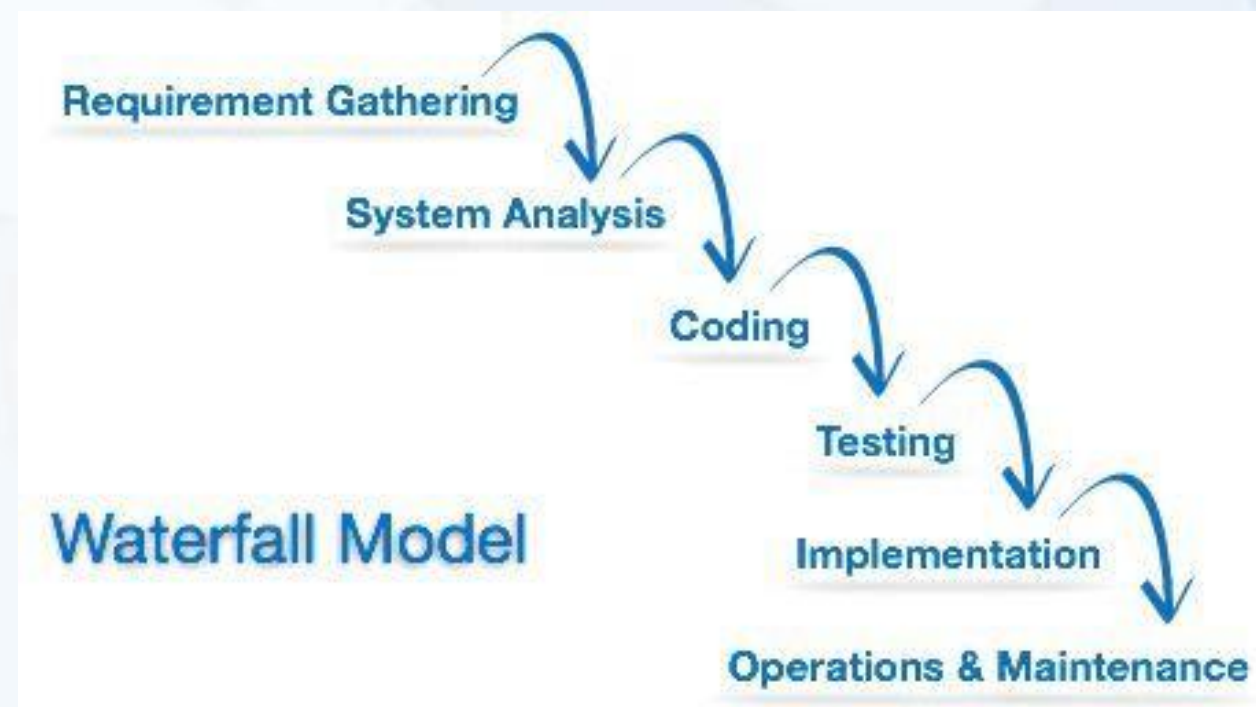 Requirement Gathering
System Analysis
Coding
Testing
Waterfall Model
Implementation
Operations & Maintenance